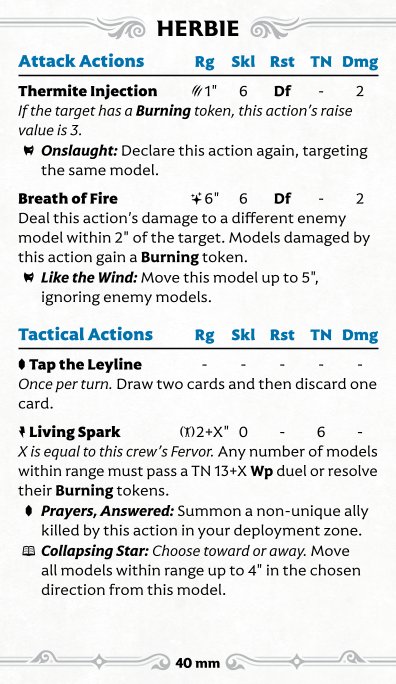 HERBIE
Attack Actions Rg Skl Rst TN Dmg
Thermite Injection 1" 6 Df - 2
If the target has a Burning token, this action's raise
value is 3.
Onslaught: Declare this action again, targeting
the same model.
Breath of Fire 6" 6 Df - 2
Deal this action's damage to a different enemy
model within 2" of the target. Models damaged by
this action gain a Burning token.
Like the Wind: Move this model up to 5",
ignoring enemy models.
Tactical Actions Rg Skl Rst TN Dmg
Tap the Leyline - - - - -
Once per turn. Draw two cards and then discard one
card.
Living Spark 2+X" 0 - 6 -
X is equal to this crew's Fervor. Any number of models
within range must pass a TN 13+X Wp duel or resolve
their Burning tokens.
Prayers, Answered: Summon a non-unique ally
killed by this action in your deployment zone.
Collapsing Star: Choose toward or away. Move
all models within range up to 4" in the chosen
direction from this model.
40 mm